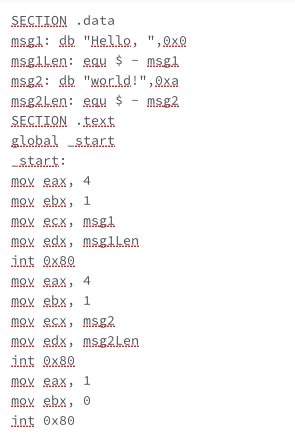 SECTION .data
msg1: db "Hello, ",0x0
msg1Len: equ $ - msg1
msg2: db "world!",0xa
msg2Len: equ $ - msg2
SECTION .text
global _start
_start:
mov eax, 4
mov ebx, 1
mov ecx, msg1
mov edx, msg1Len
int 0x80
mov eax, 4
mov ebx, 1
mov ecx, msg2
mov edx, msg2Len
int 0x80
mov eax, 1
mov ebx, 0
int 0x80